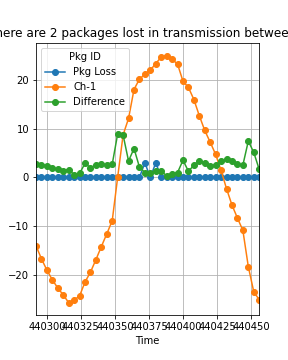 here are 2 packages lost in transmission between
Pkg ID
Pkg Loss
Ch-1
Difference
20
10
0
−10
−20
440300 440325 440350 440375 440400 440425 440450
Time